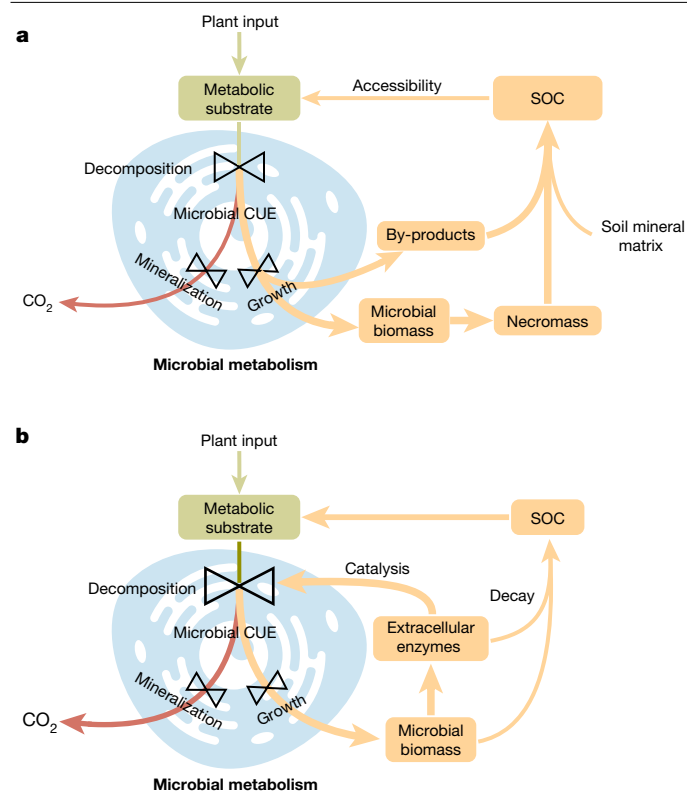 a
Plant input
Metabolic
substrate
Accessibility
SOC
Decomposition
Microbial CUE
By-products
Soil mineral
matrix
Mineralization
Growth
CO2
Microbial
biomass
Necromass
Microbial metabolism
b
Plant input
Metabolic
substrate
SOC
Catalysis
Decomposition
Decay
Microbial CUE
Extracellular
enzymes
Mineralization
Growth
CO2
Microbial
biomass
Microbial metabolism